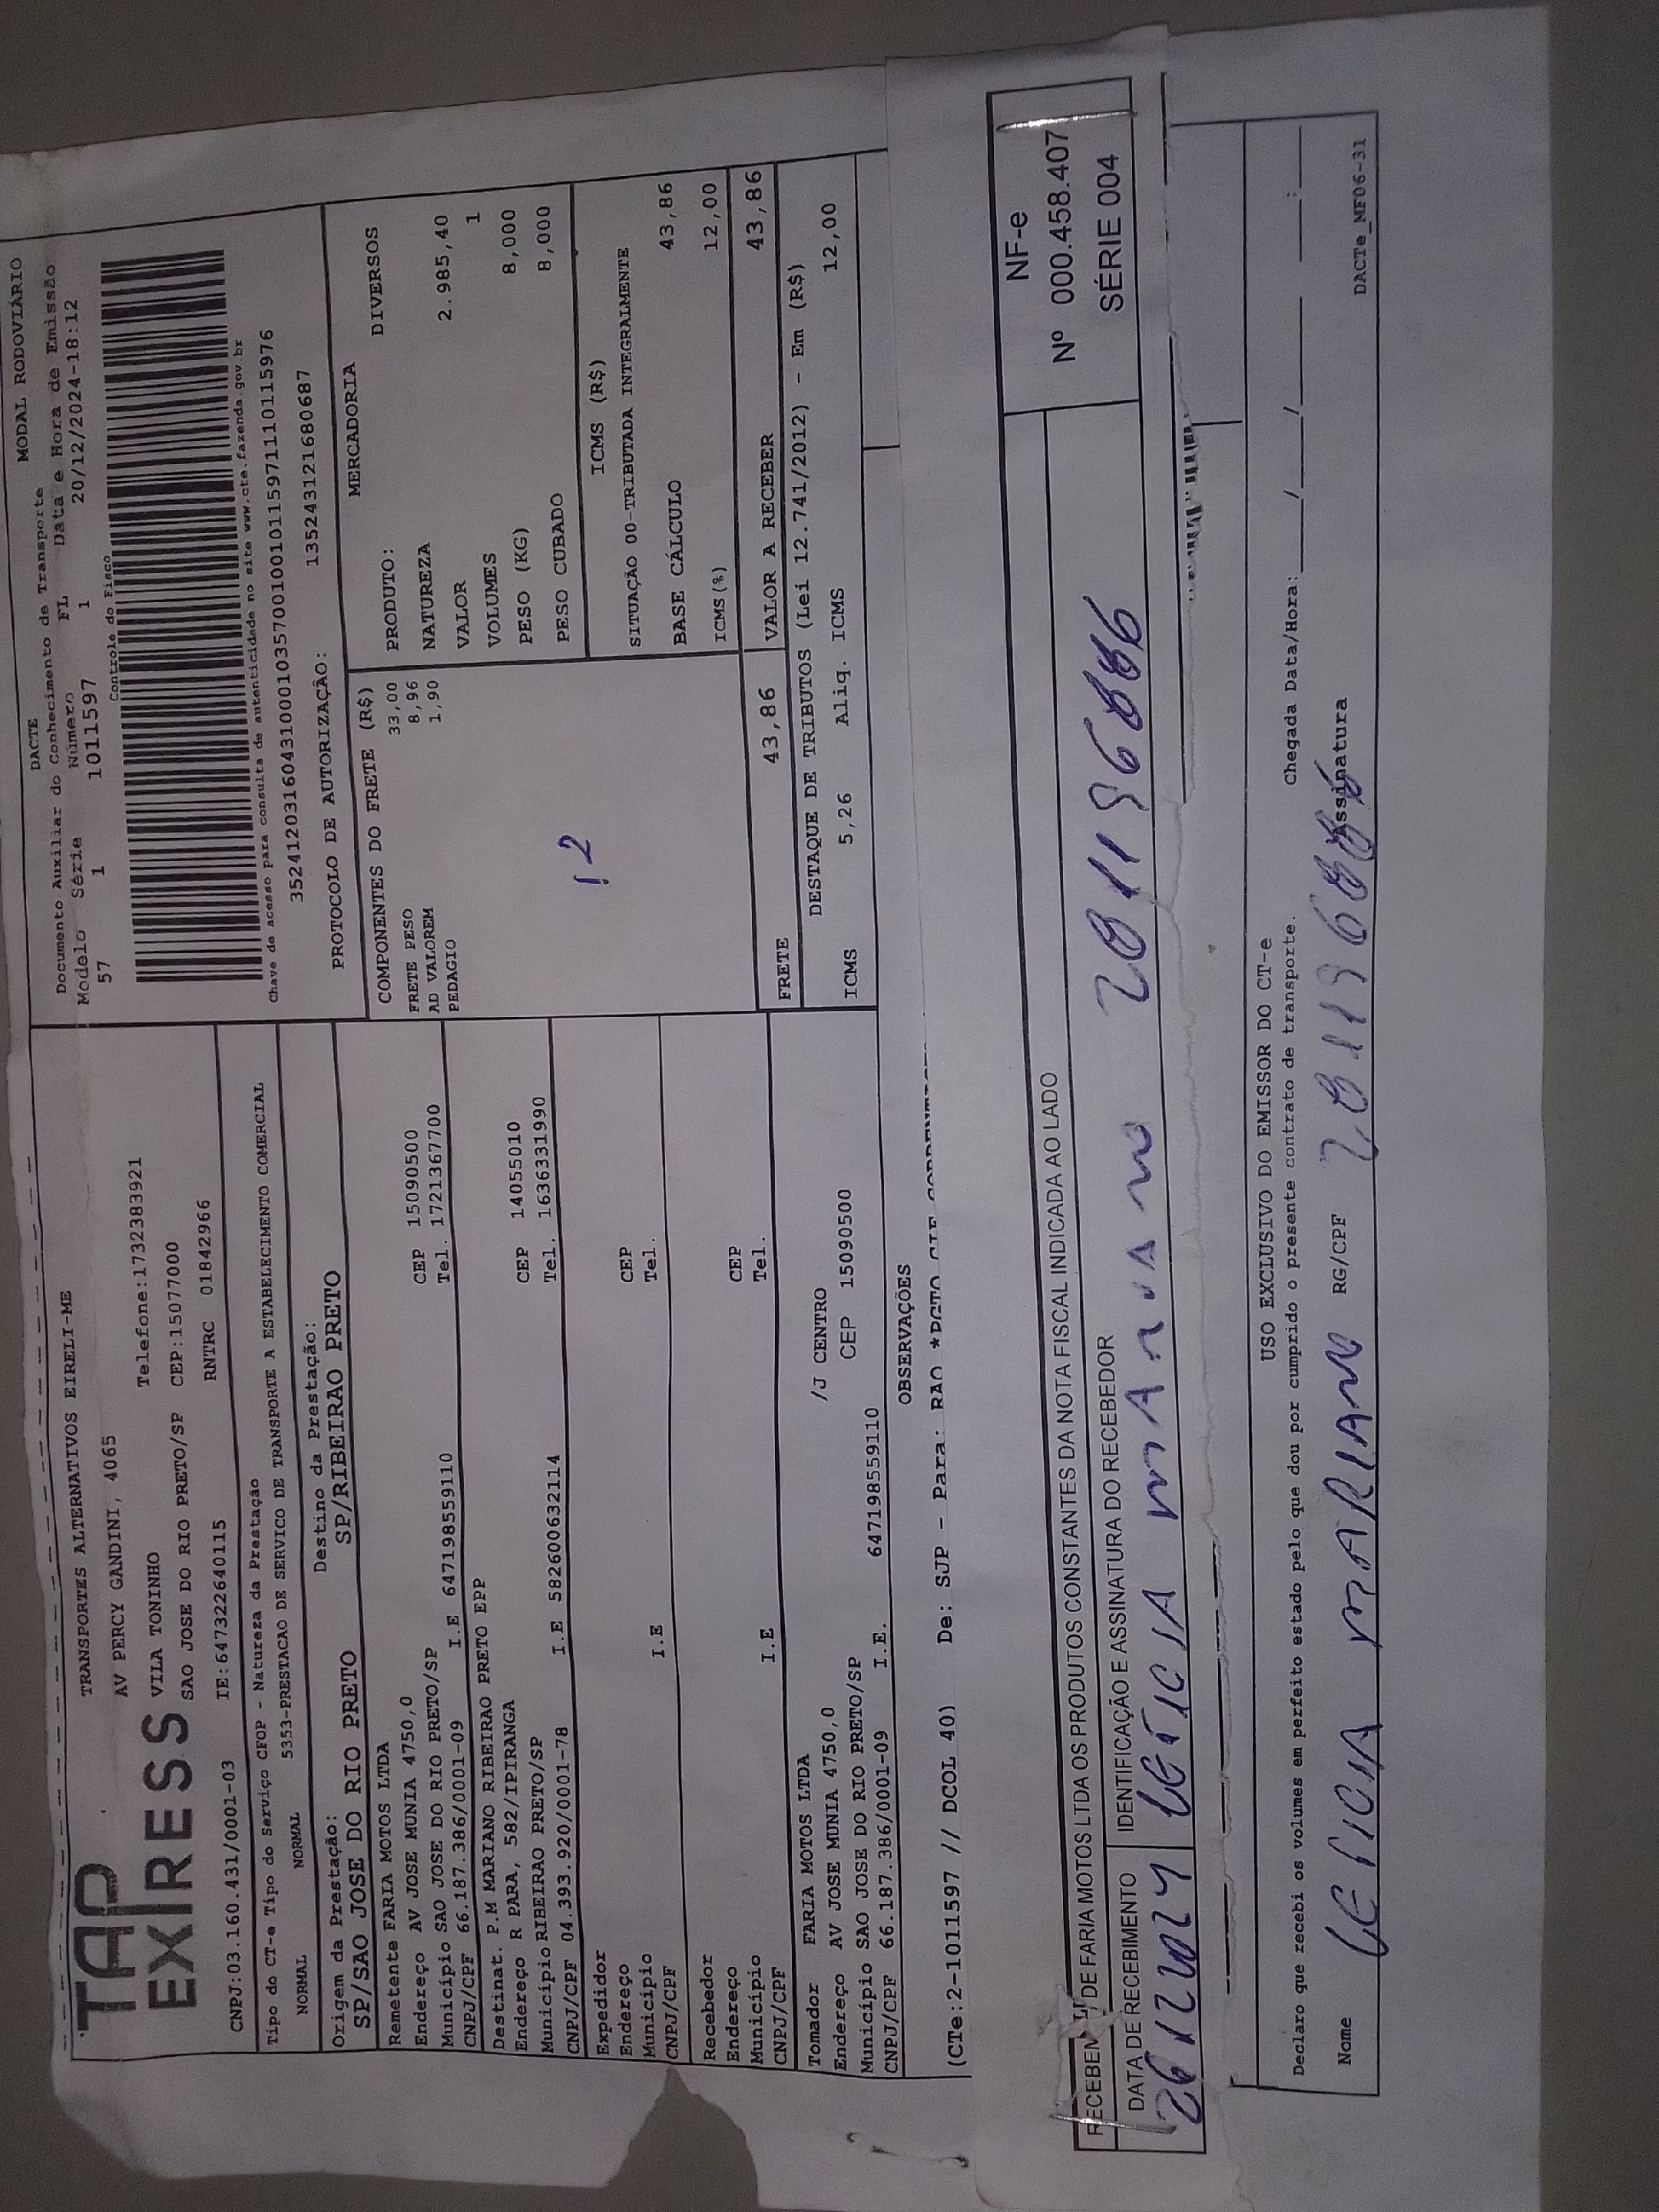 TAP
EXPRESS
TRANSPORTES ALTERNATIVOS EIRELI-ME
AV PERCY GANDINI, 4065
Telefone:1732383921
VILA TONINHO
SAO JOSE DO RIO PRETO/SP CEP:15077000
CNPJ:03.160.431/0001-03 IE:647322640115 RNTRC 01842966
DACTE
MODAL RODOVIÁRIO
Documento Auxiliar do Conhecimento de Transporte
Modelo Série Número FL Data e Hora de Emissão
57 1 1011597 1 20/12/2024-18:12
Controle do Fisco
Chave de acesso para consulta de autenticidade no site www.cte.fazenda.gov.br
35241203160431000103570010010115971110115976
PROTOCOLO DE AUTORIZAÇÃO: 135243121680687
Tipo do CT-e Tipo do Serviço CFOP - Natureza da Prestação
NORMAL NORMAL 5353-PRESTACAO DE SERVICO DE TRANSPORTE A ESTABELECIMENTO COMERCIAL
Origem da Prestação: Destino da Prestação:
SP/SAO JOSE DO RIO PRETO SP/RIBEIRAO PRETO
Remetente FARIA MOTOS LTDA
Endereço AV JOSE MUNIA 4750,0 CEP 15090500
Município SAO JOSE DO RIO PRETO/SP Tel. 1721367700
CNPJ/CPF 66.187.386/0001-09 I.E 647198559110
Destinat. P.M MARIANO RIBEIRAO PRETO EPP
Endereço R PARA, 582/IPIRANGA CEP 14055010
Município RIBEIRAO PRETO/SP Tel. 1636331990
CNPJ/CPF 04.393.920/0001-78 I.E 582600632114
Expedidor
Endereço CEP
Município Tel.
CNPJ/CPF I.E
Recebedor
Endereço CEP
Município Tel.
CNPJ/CPF I.E
Tomador FARIA MOTOS LTDA
Endereço AV JOSE MUNIA 4750,0 /J CENTRO
Município SAO JOSE DO RIO PRETO/SP CEP 15090500
CNPJ/CPF 66.187.386/0001-09 I.E. 647198559110
COMPONENTES DO FRETE (R$)
FRETE PESO 33,00
AD VALOREM 8,96
PEDAGIO 1,90
12
FRETE 43,86
MERCADORIA
PRODUTO: DIVERSOS
NATUREZA
VALOR 2.985,40
VOLUMES 1
PESO (KG) 8,000
PESO CUBADO 8,000
ICMS (R$)
SITUAÇÃO 00-TRIBUTADA INTEGRALMENTE
BASE CÁLCULO 43,86
ICMS(%) 12,00
VALOR A RECEBER 43,86
DESTAQUE DE TRIBUTOS (Lei 12.741/2012) - Em (R$)
ICMS 5,26 Aliq. ICMS 12,00
OBSERVAÇÕES
(CTe:2-1011597 // DCOL 40) De: SJP - Para: RAO
RECEBEMOS DE FARIA MOTOS LTDA OS PRODUTOS CONSTANTES DA NOTA FISCAL INDICADA AO LADO
DATA DE RECEBIMENTO IDENTIFICAÇÃO E ASSINATURA DO RECEBEDOR
LETICIA MARIANO
NF-e
Nº 000.458.407
SÉRIE 004
USO EXCLUSIVO DO EMISSOR DO CT-e
Declaro que recebi os volumes em perfeito estado pelo que dou por cumprido o presente contrato de transporte. Chegada Data/Hora: ____/____/____ ____:____
Nome LETICIA MARIANO RG/CPF Assinatura
DACTe_MF06-31